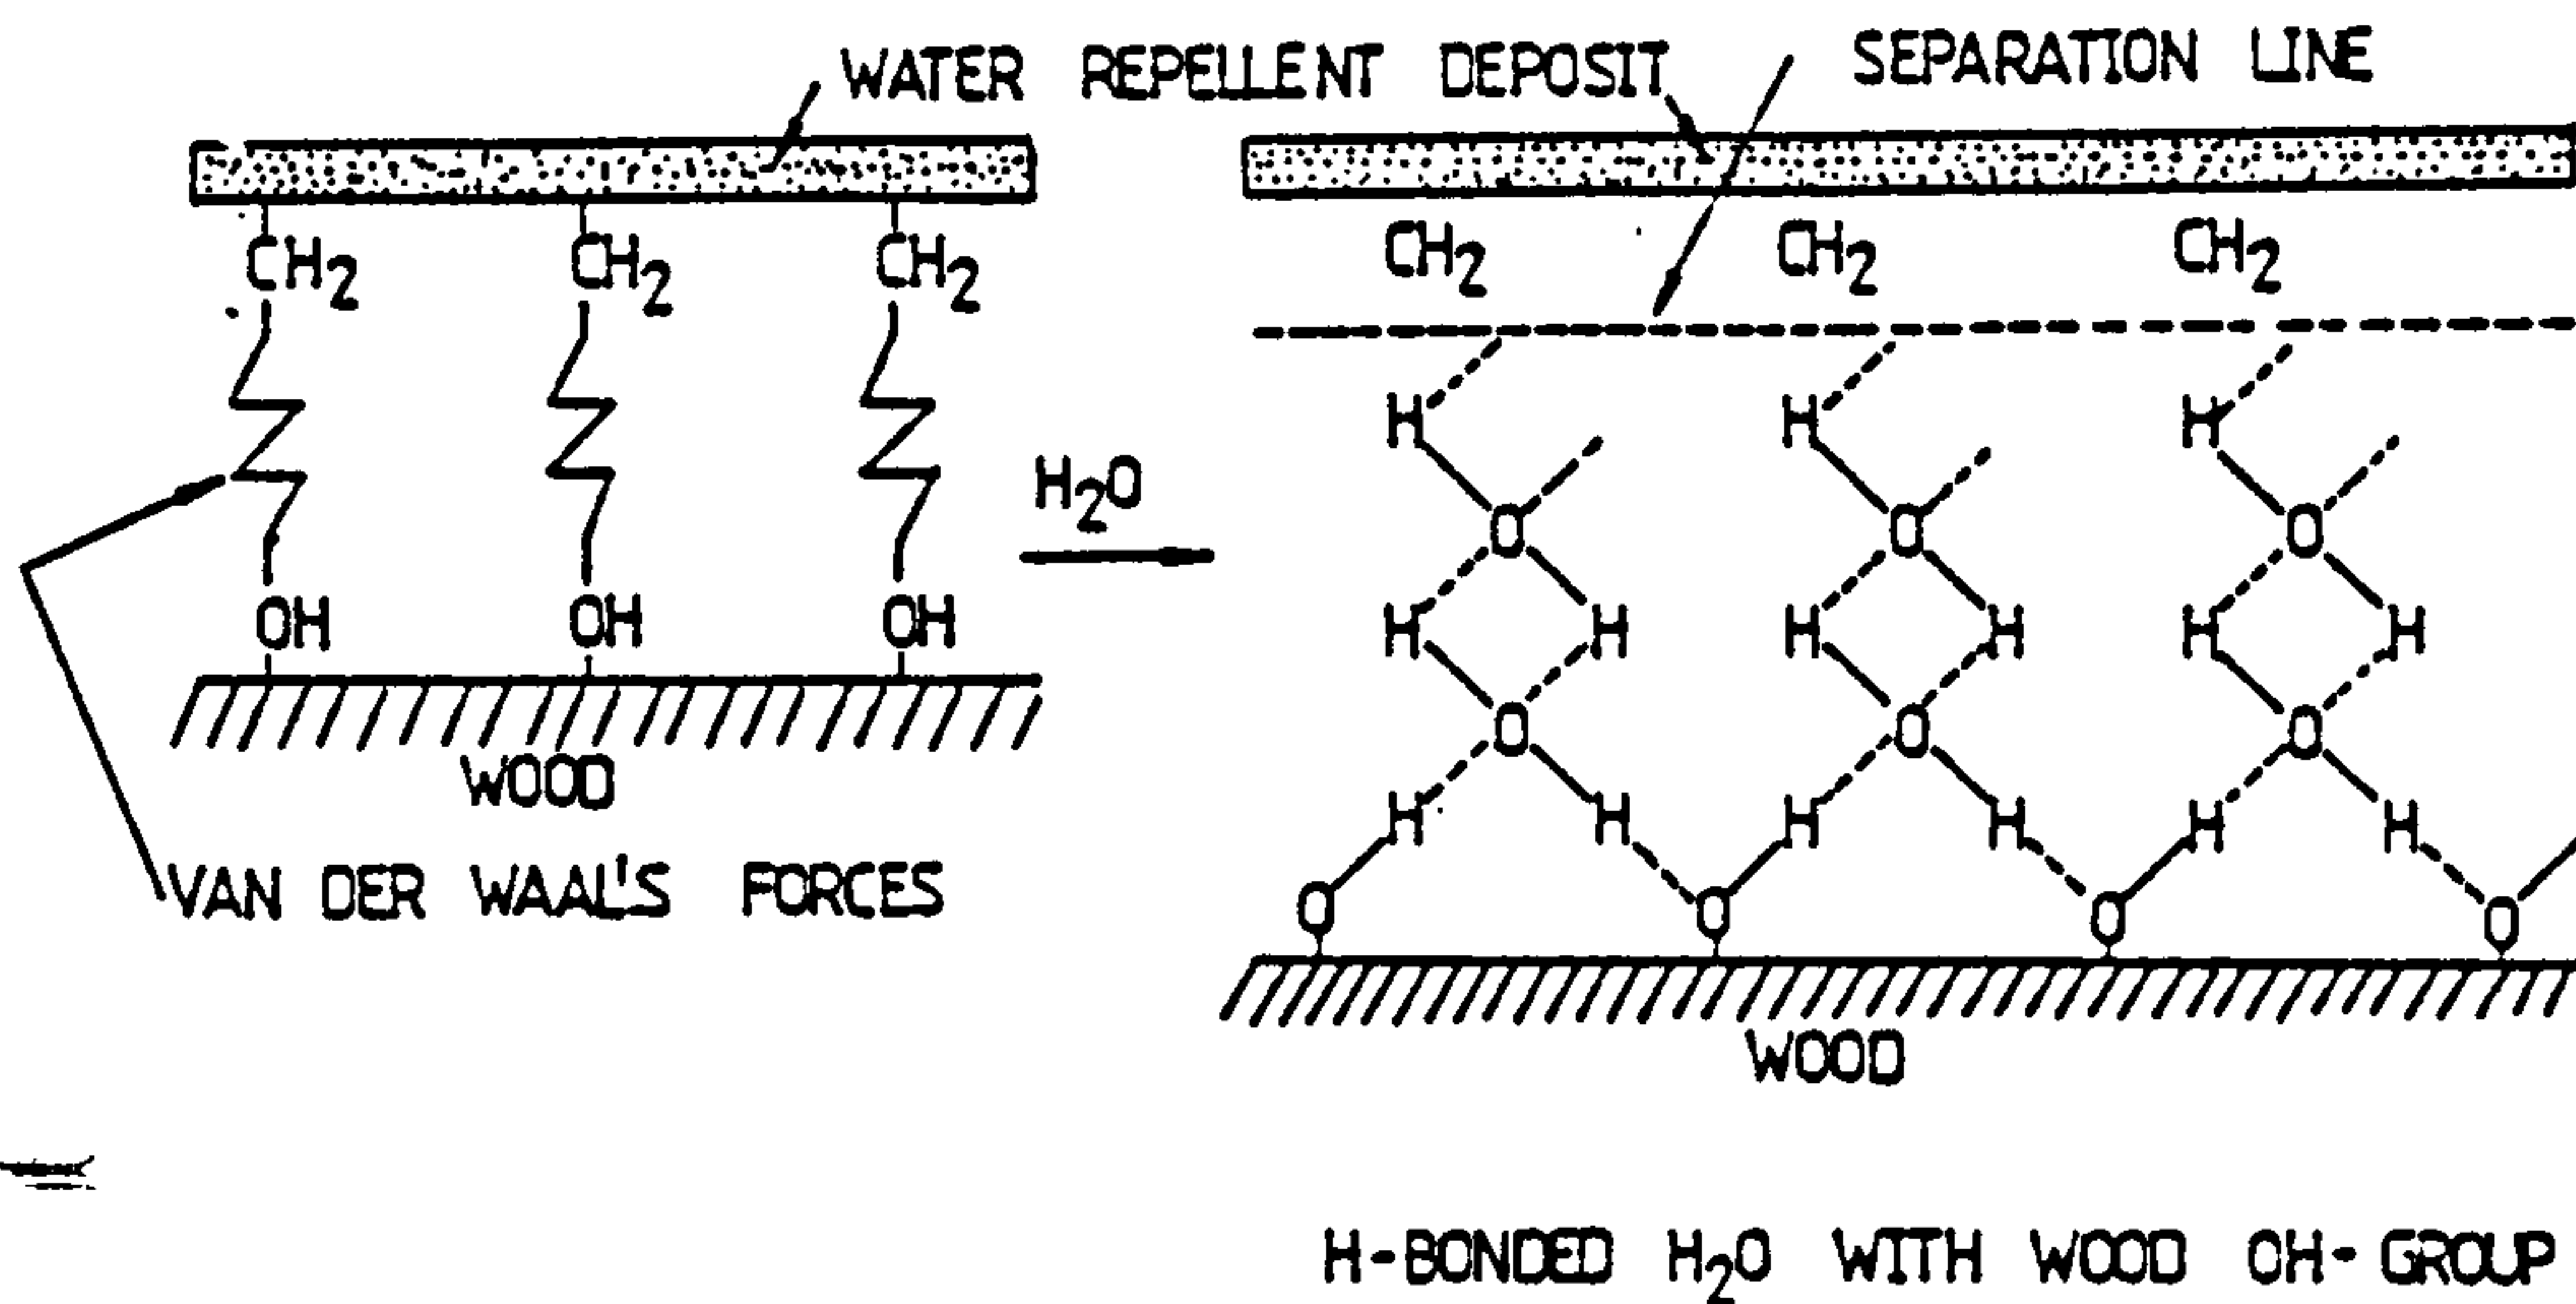 WATER REPELLENT DEPOSIT
SEPARATION LINE
CH2 CH2 CH2
CH2 CH2 CH2
H H H
H2O
O O O
OH OH OH
H H H H H H
O O O
WOOD
H H H H H H
VAN DER WAAL'S FORCES
O O O O
WOOD
H-BONDED H2O WITH WOOD OH-GROUP